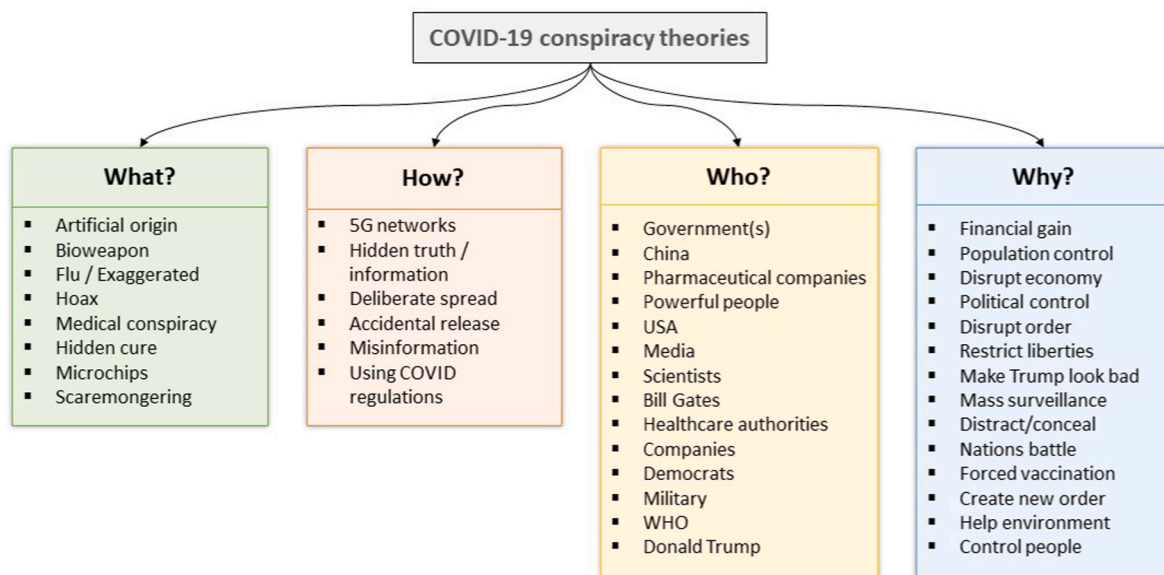 COVID-19 conspiracy theories
What?
▪ Artificial origin
▪ Bioweapon
▪ Flu / Exaggerated
▪ Hoax
▪ Medical conspiracy
▪ Hidden cure
▪ Microchips
▪ Scaremongering
How?
▪ 5G networks
▪ Hidden truth /
information
▪ Deliberate spread
▪ Accidental release
▪ Misinformation
▪ Using COVID
regulations
Who?
▪ Government(s)
▪ China
▪ Pharmaceutical companies
▪ Powerful people
▪ USA
▪ Media
▪ Scientists
▪ Bill Gates
▪ Healthcare authorities
▪ Companies
▪ Democrats
▪ Military
▪ WHO
▪ Donald Trump
Why?
▪ Financial gain
▪ Population control
▪ Disrupt economy
▪ Political control
▪ Disrupt order
▪ Restrict liberties
▪ Make Trump look bad
▪ Mass surveillance
▪ Distract/conceal
▪ Nations battle
▪ Forced vaccination
▪ Create new order
▪ Help environment
▪ Control people